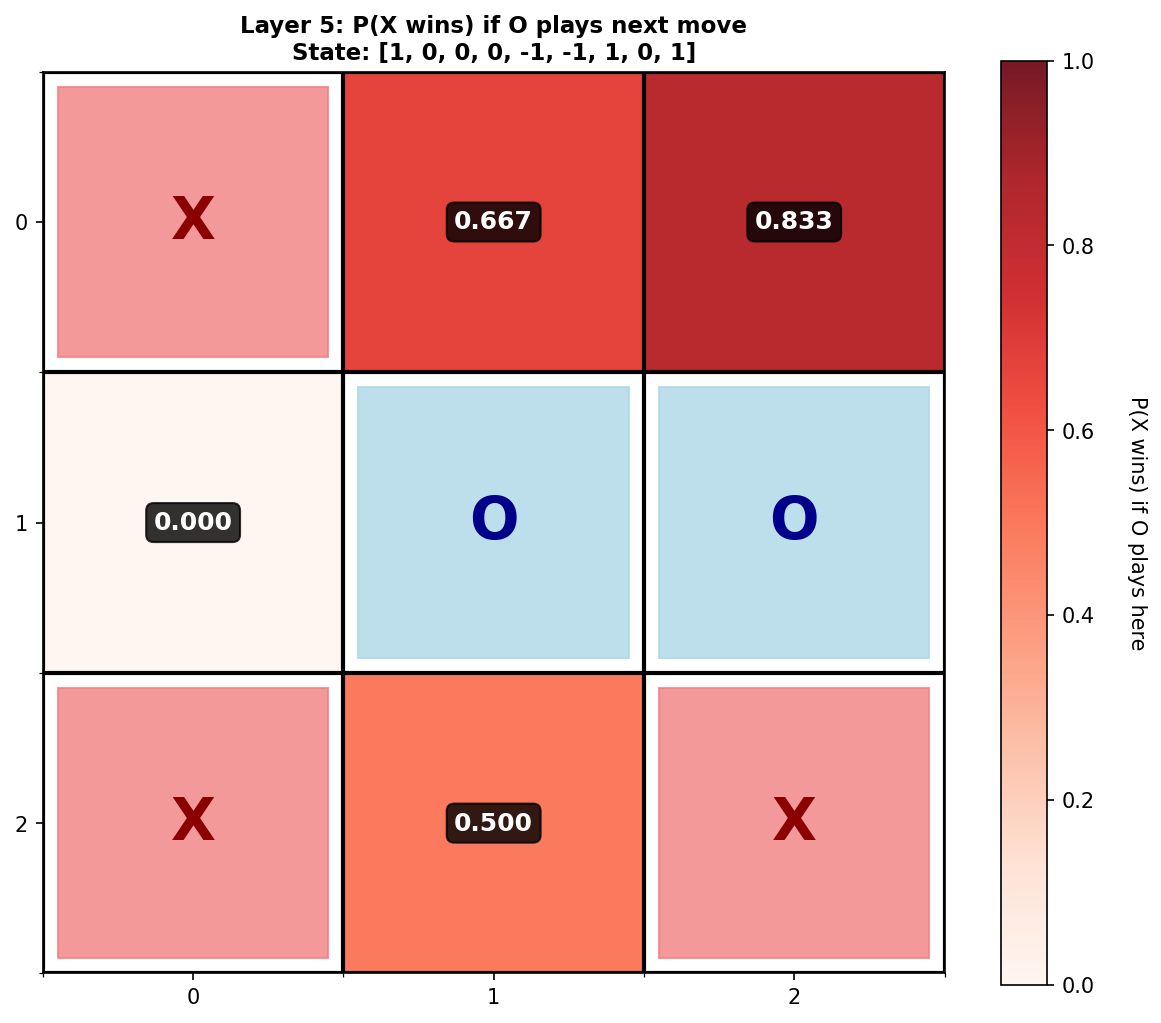 Layer 5: P(X wins) if O plays next move
State: [1, 0, 0, 0, -1, -1, 1, 0, 1]
0
X
0.667
0.833
1
0.000
O
O
2
X
0.500
X
0
1
2
1.0
0.8
0.6
0.4
0.2
0.0
P(X wins) if O plays here